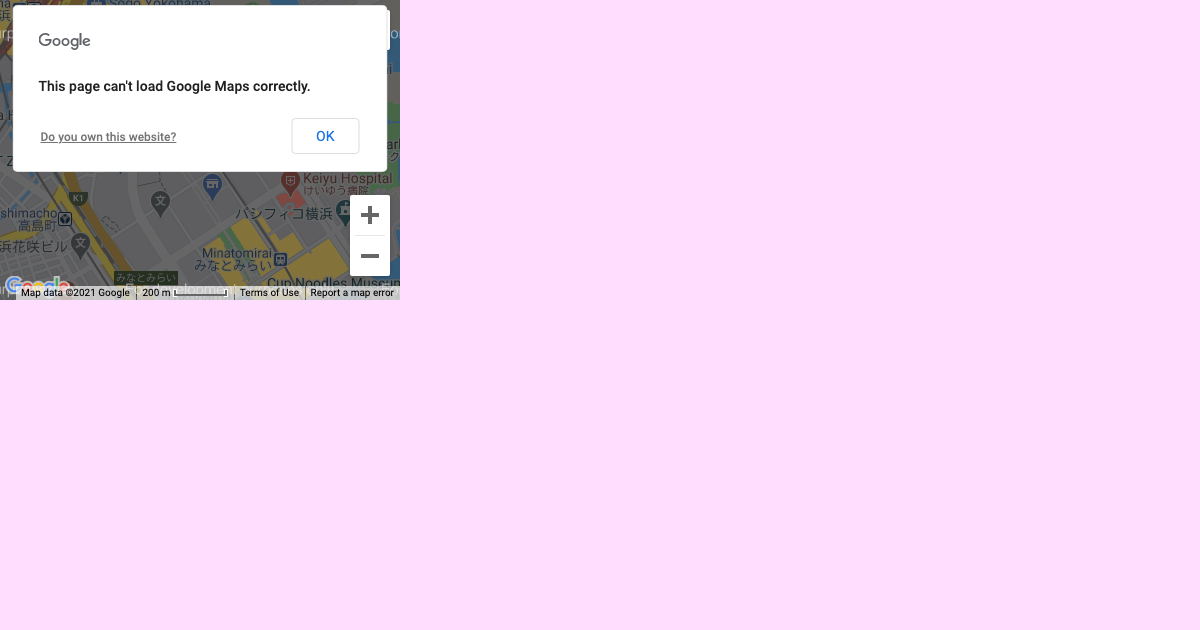 Sogo Yokohama
Google
This page can't load Google Maps correctly.
Do you own this website?
OK
Keiyu Hospital
けいゆう病院
K1
文
shimacho
高島町
パシフィコ横浜
浜花咲ビル
文
Minatomirai
みなとみらい
みなとみらい
Cup Noodles Museum
Google
Map data ©2021 Google
200 m
Terms of Use
Report a map error